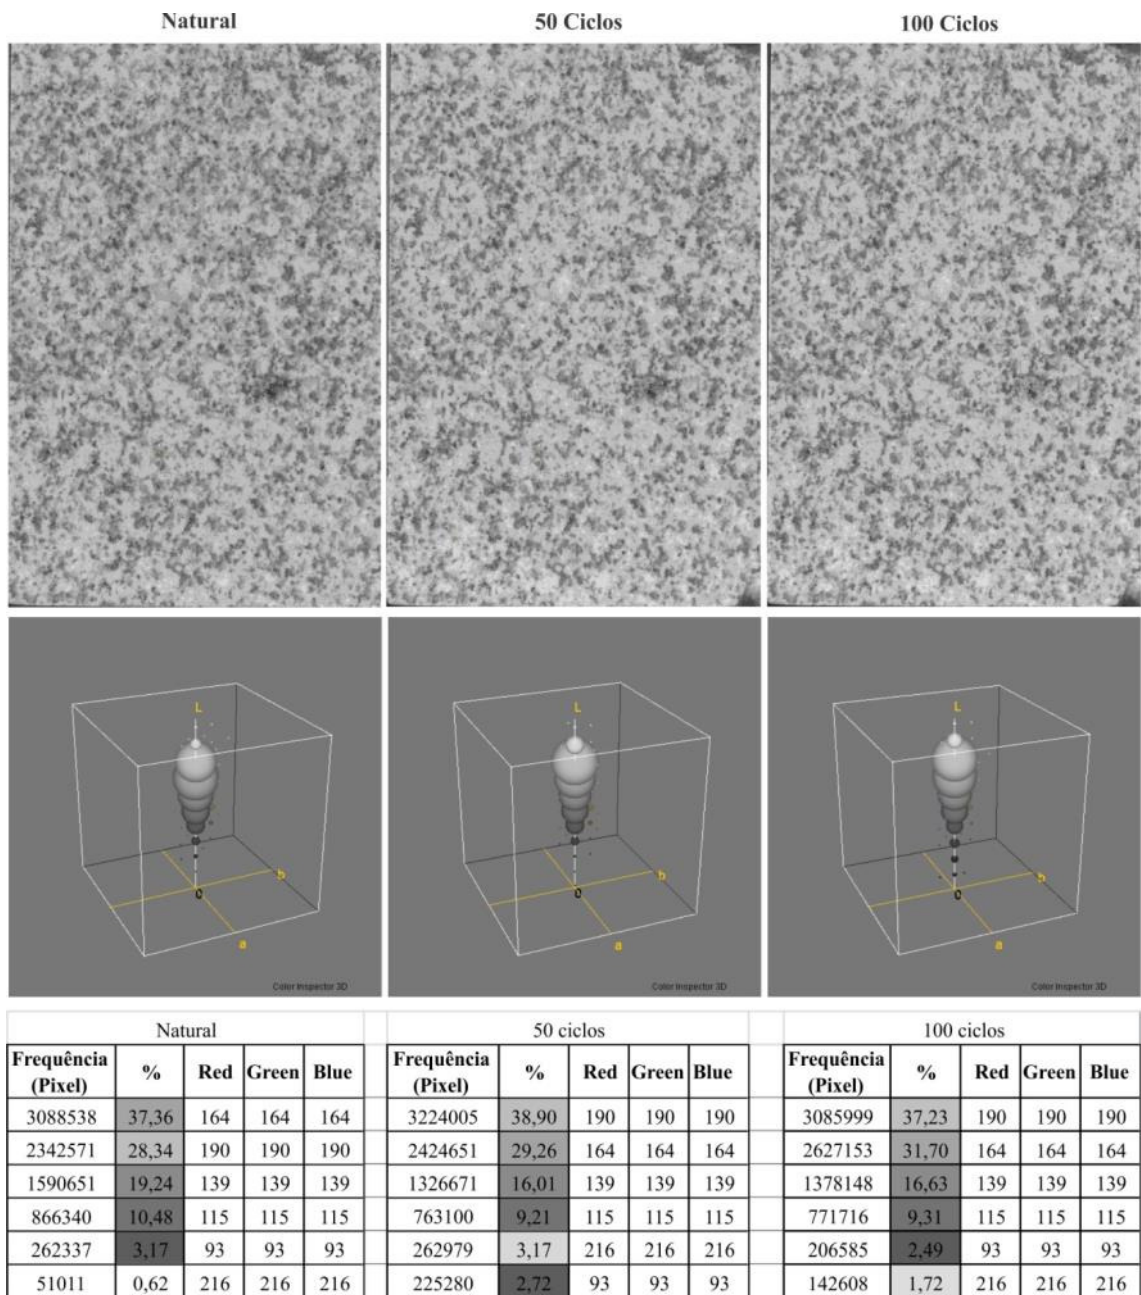 Natural 50 Ciclos 100 Ciclos
L L L
b b b
0 0 0
a a a
Color Inspector 3D Color Inspector 3D Color Inspector 3D
Natural 50 ciclos 100 ciclos
Frequência (Pixel) % Red Green Blue Frequência (Pixel) % Red Green Blue Frequência (Pixel) % Red Green Blue
3088538 37,36 164 164 164 3224005 38,90 190 190 190 3085999 37,23 190 190 190
2342571 28,34 190 190 190 2424651 29,26 164 164 164 2627153 31,70 164 164 164
1590651 19,24 139 139 139 1326671 16,01 139 139 139 1378148 16,63 139 139 139
866340 10,48 115 115 115 763100 9,21 115 115 115 771716 9,31 115 115 115
262337 3,17 93 93 93 262979 3,17 216 216 216 206585 2,49 93 93 93
51011 0,62 216 216 216 225280 2,72 93 93 93 142608 1,72 216 216 216